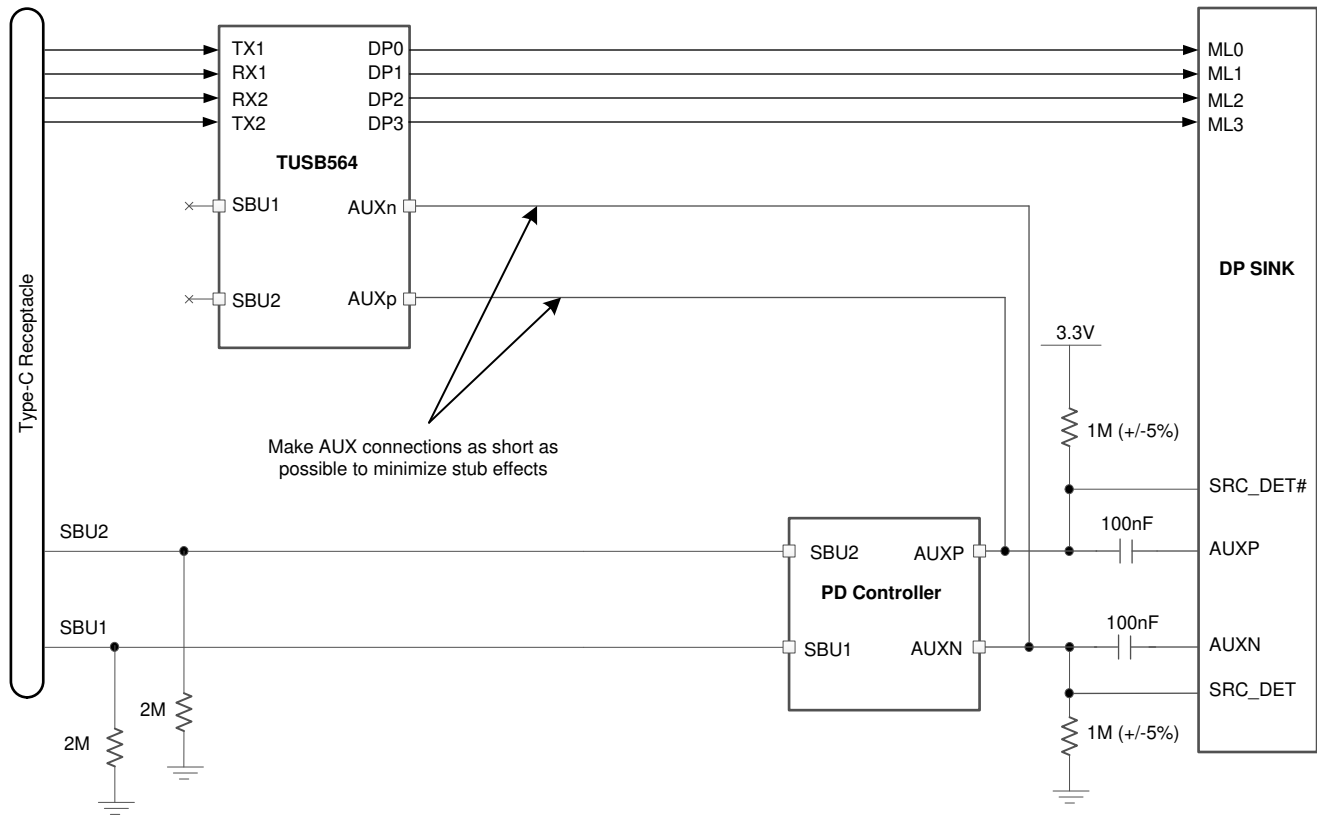 Type-C Receptacle
TX1
RX1
RX2
TX2
DP0
DP1
DP2
DP3
TUSB564
SBU1
AUXn
SBU2
AUXp
ML0
ML1
ML2
ML3
DP SINK
Make AUX connections as short as
possible to minimize stub effects
3.3V
1M (+/-5%)
SRC_DET#
100nF
AUXP
SBU2
SBU2
AUXP
PD Controller
SBU1
SBU1
AUXN
100nF
AUXN
SRC_DET
1M (+/-5%)
2M
2M